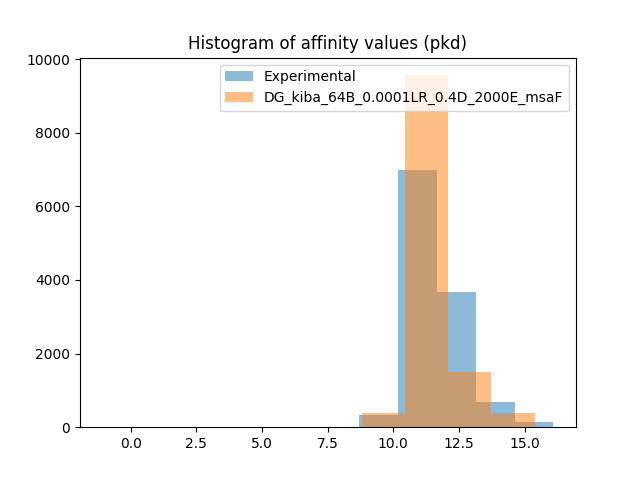 Histogram of affinity values (pkd)
Experimental
DG_kiba_64B_0.0001LR_0.4D_2000E_msaF
10000
8000
6000
4000
2000
0
0.0 2.5 5.0 7.5 10.0 12.5 15.0